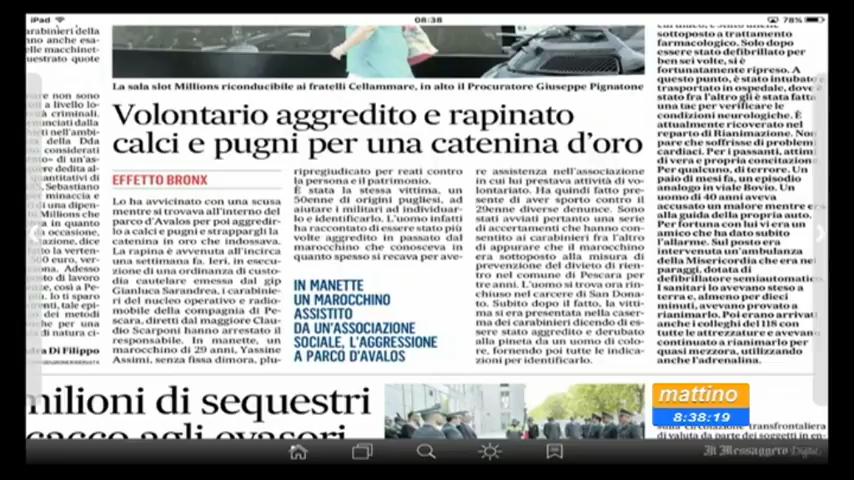 iPad
08:38
78%
arabinieri della
nno anche esa-
elle macchinet-
uestrato quote
La sala slot Millions riconducibile ai fratelli Cellammare, in alto il Procuratore Giuseppe Pignatone
Volontario aggredito e rapinato
calci e pugni per una catenina d'oro
EFFETTO BRONX
Lo ha avvicinato con una scusa
mentre si trovava all'interno del
parco d'Avalos per poi aggredir-
lo a calci e pugni e strappargli la
catenina in oro che indossava.
La rapina è avvenuta all'incirca
una settimana fa. Ieri, in esecu-
zione di una ordinanza di custo-
dia cautelare emessa dal gip
Gianluca Sarandrea, i carabinie-
ri del nucleo operativo e radio-
mobile della compagnia di Pe-
scara, diretti dal maggiore Clau-
dio Scarponi hanno arrestato il
responsabile. In manette, un
marocchino di 29 anni, Yassine
Assimi, senza fissa dimora, plu-
ripregiudicato per reati contro
la persona e il patrimonio.
È stata la stessa vittima, un
50enne di origini pugliesi, ad
aiutare i militari ad individuar-
lo e identificarlo. L'uomo infatti
ha raccontato di essere stato più
volte aggredito in passato dal
marocchino che conosceva in
quanto spesso si recava per ave-
IN MANETTE
UN MAROCCHINO
ASSISTITO
DA UN'ASSOCIAZIONE
SOCIALE, L'AGGRESSIONE
A PARCO D'AVALOS
re assistenza nell'associazione
in cui lui prestava attività di vo-
lontariato. Ha quindi fatto pre-
sente di aver sporto contro il
29enne diverse denunce. Sono
stati avviati pertanto una serie
di accertamenti che hanno con-
sentito ai carabinieri fra l'altro
di appurare che il marocchino
era sottoposto alla misura di
prevenzione del divieto di rien-
tro nel comune di Pescara per
tre anni. L'uomo si trova ora rin-
chiuso nel carcere di San Dona-
to. Subito dopo il fatto, la vitti-
ma si era presentata nella caser-
ma dei carabinieri dicendo di es-
sere stato aggredito e derubato
alla pineta da un uomo di colo-
re, fornendo poi tutte le indica-
zioni per identificarlo.
sottoposto a trattamento
farmacologico. Solo dopo
essere stato defibrillato per
ben sei volte, si è
fortunatamente ripreso. A
questo punto, è stato intubato
trasportato in ospedale, dove è
stato fra l'altro gli è stata fatta
una tac per verificare le
condizioni neurologiche. È
attualmente ricoverato nel
reparto di Rianimazione. Non
pare che soffrisse di problemi
cardiaci. Per i passanti, attimi
di vera e propria concitazione
Per qualcuno, di terrore. Un
paio di mesi fa, un episodio
analogo in viale Bovio. Un
uomo di 40 anni aveva
accusato un malore mentre era
alla guida della propria auto.
Per fortuna con lui vi era un
amico che ha dato subito
l'allarme. Sul posto era
intervenuta un'ambulanza
della Misericordia che era nei
paraggi, dotata di
defibrillatore semiautomatico
I sanitari lo avevano steso a
terra e, almeno per dieci
minuti, avevano provato a
rianimarlo. Poi erano arrivati
anche i colleghi del 118 con
tutte le attrezzature e avevano
continuato a rianimarlo per
quasi mezzora, utilizzando
anche l'adrenalina.
dra Di Filippo
milioni di sequestri
mattino
8:38:19
di valuta da parte dei soggetti in en-
Il Messaggero Digital